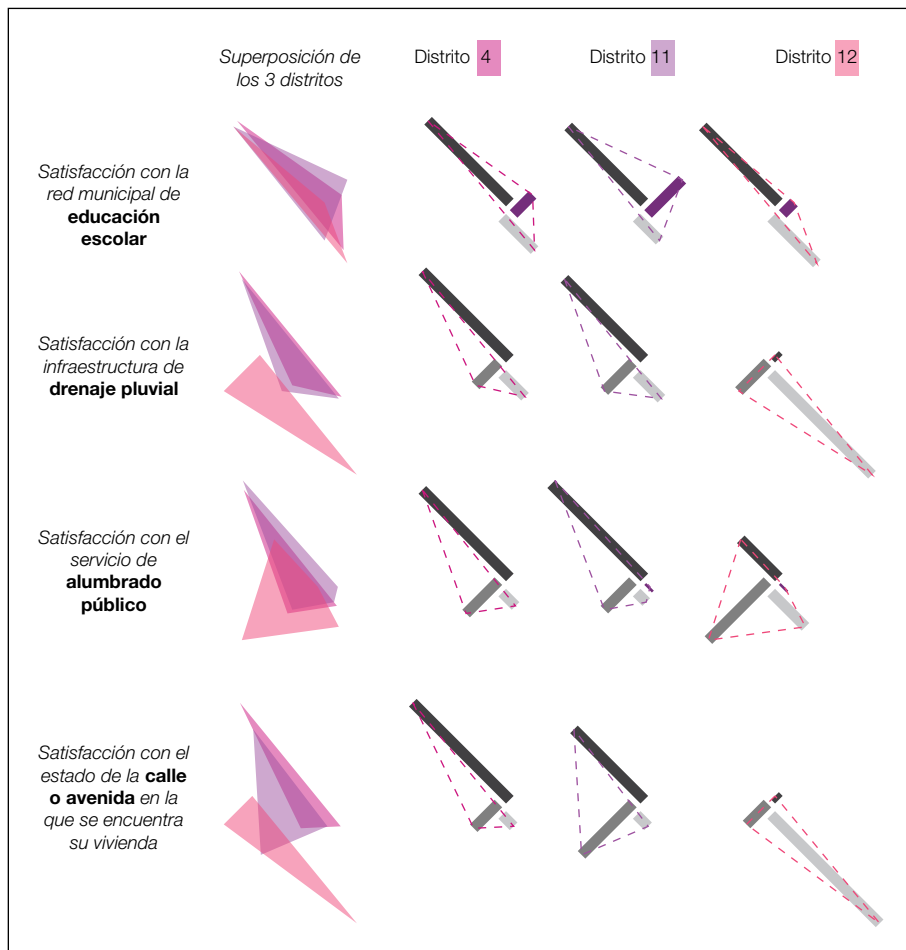 Superposición de
los 3 distritos
Distrito 4
Distrito 11
Distrito 12
Satisfacción con la
red municipal de
educación
escolar
Satisfacción con la
infraestructura de
drenaje pluvial
Satisfacción con el
servicio de
alumbrado
público
Satisfacción con el
estado de la calle
o avenida en la
que se encuentra
su vivienda